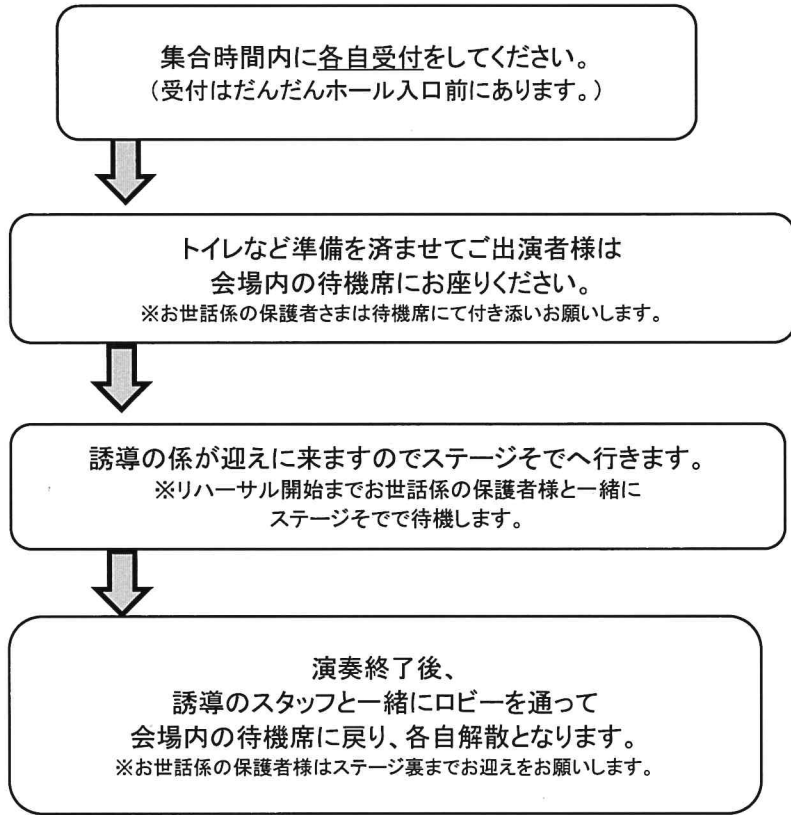 集合時間内に各自受付をしてください。
（受付はだんだんホール入口前にあります。）
トイレなど準備を済ませてご出演者様は
会場内の待機席にお座りください。
※お世話係の保護者さまは待機席にて付き添いお願いします。
誘導の係が迎えに来ますのでステージそでへ行きます。
※リハーサル開始までお世話係の保護者様と一緒に
ステージそでで待機します。
演奏終了後、
誘導のスタッフと一緒にロビーを通って
会場内の待機席に戻り、各自解散となります。
※お世話係の保護者様はステージ裏までお迎えをお願いします。